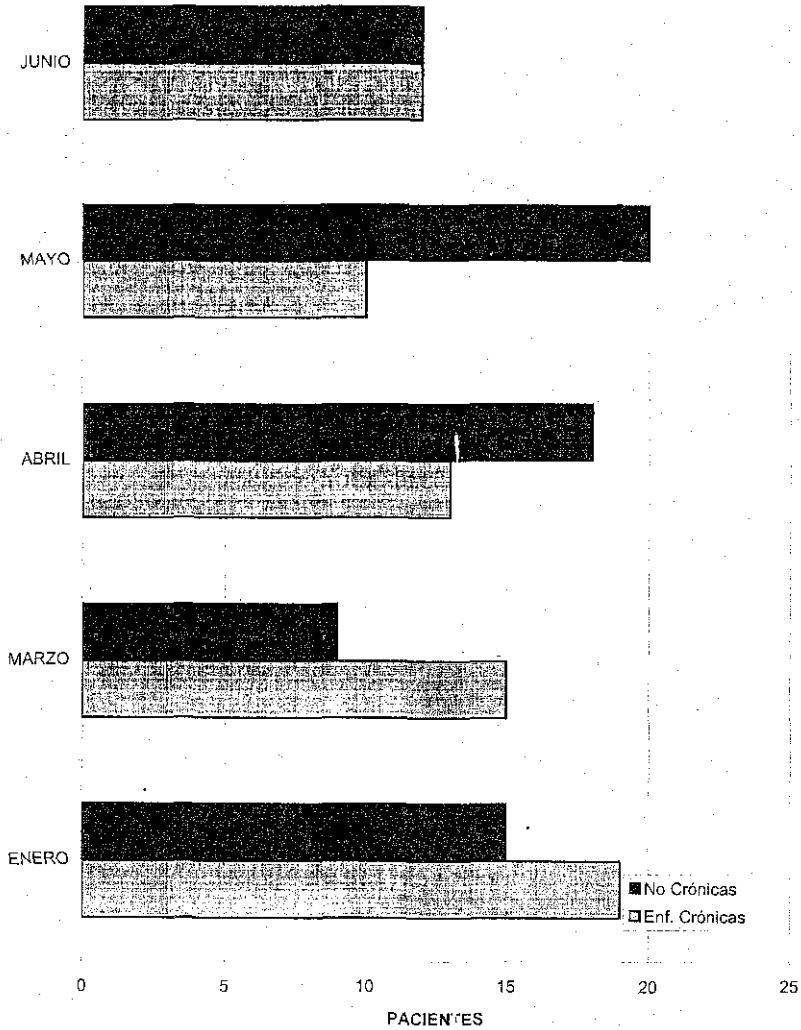 JUNIO
MAYO
ABRIL
MARZO
ENERO
No Crónicas
Enf. Crónicas
0 5 10 15 20 25
PACIENTES